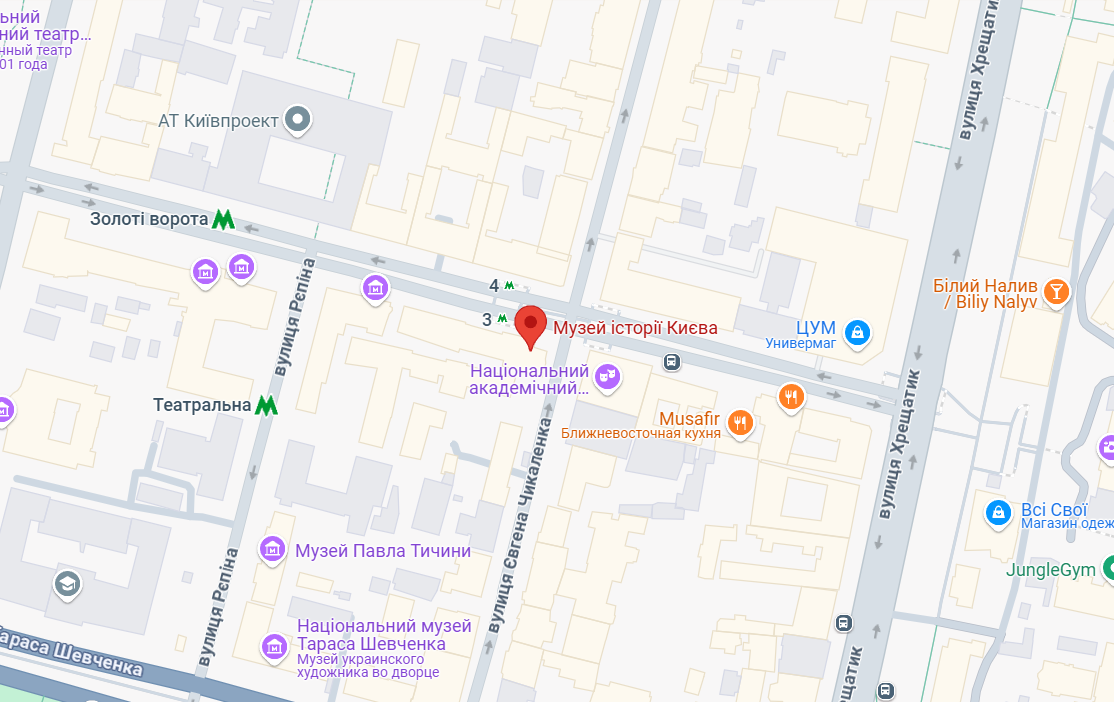 ьний
ний театр...
нный театр
01 года
АТ Київпроект
вулиця Хрещатик
Золоті ворота
4
3
Музей історії Києва
Білий Налив
/ Biliy Nalyv
ЦУМ
Универмаг
вулиця Рєпіна
Національний
академічний...
Театральна
Musafir
Ближневосточная кухня
вулиця Хрещатик
вулиця Євгена Чикаленка
Всі Свої
Магазин одеж
Музей Павла Тичини
JungleGym
вулиця Рєпіна
Національний музей
Тараса Шевченка
Музей украинского
художника во дворце
Тараса Шевченка
щатик